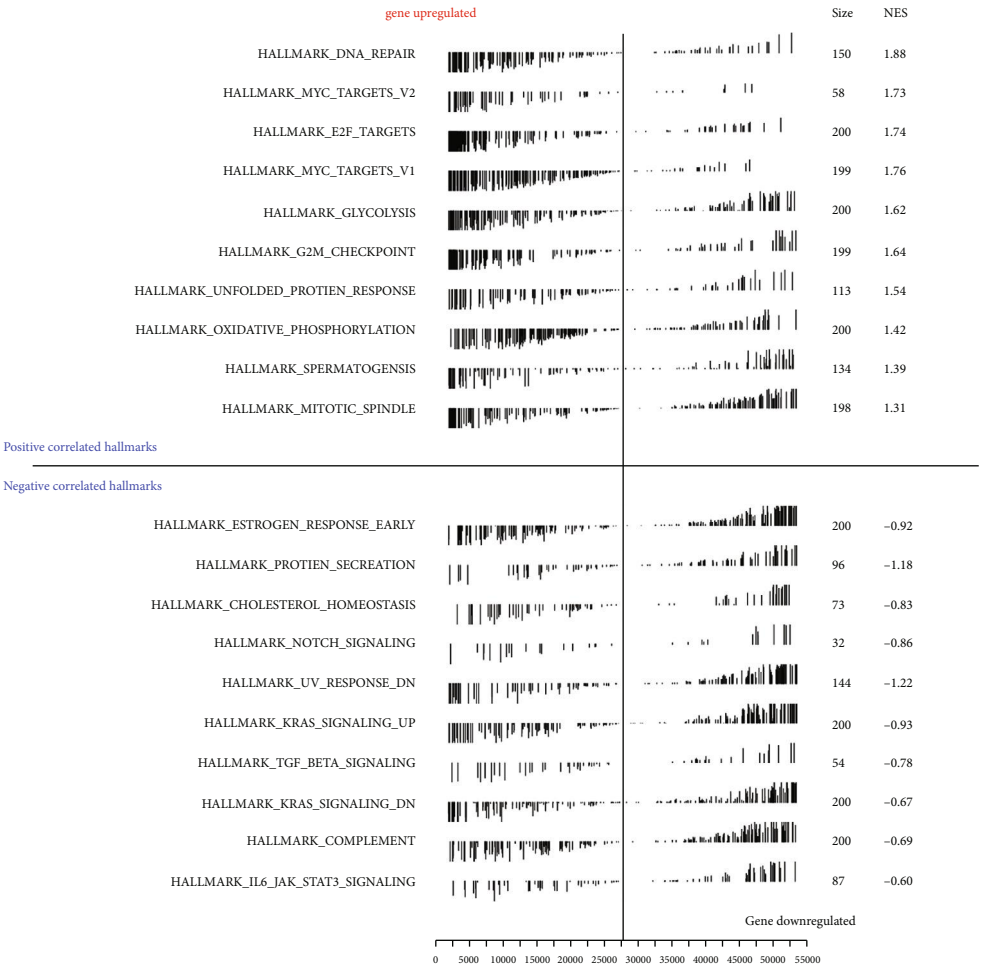 gene upregulated Size NES
HALLMARK_DNA_REPAIR 150 1.88
HALLMARK_MYC_TARGETS_V2 58 1.73
HALLMARK_E2F_TARGETS 200 1.74
HALLMARK_MYC_TARGETS_V1 199 1.76
HALLMARK_GLYCOLYSIS 200 1.62
HALLMARK_G2M_CHECKPOINT 199 1.64
HALLMARK_UNFOLDED_PROTIEN_RESPONSE 113 1.54
HALLMARK_OXIDATIVE_PHOSPHORYLATION 200 1.42
HALLMARK_SPERMATOGENSIS 134 1.39
HALLMARK_MITOTIC_SPINDLE 198 1.31
Positive correlated hallmarks
Negative correlated hallmarks
HALLMARK_ESTROGEN_RESPONSE_EARLY 200 –0.92
HALLMARK_PROTIEN_SECREATION 96 –1.18
HALLMARK_CHOLESTEROL_HOMEOSTASIS 73 –0.83
HALLMARK_NOTCH_SIGNALING 32 –0.86
HALLMARK_UV_RESPONSE_DN 144 –1.22
HALLMARK_KRAS_SIGNALING_UP 200 –0.93
HALLMARK_TGF_BETA_SIGNALING 54 –0.78
HALLMARK_KRAS_SIGNALING_DN 200 –0.67
HALLMARK_COMPLEMENT 200 –0.69
HALLMARK_IL6_JAK_STAT3_SIGNALING 87 –0.60
Gene downregulated
0 5000 10000 15000 20000 25000 30000 35000 40000 45000 50000 55000